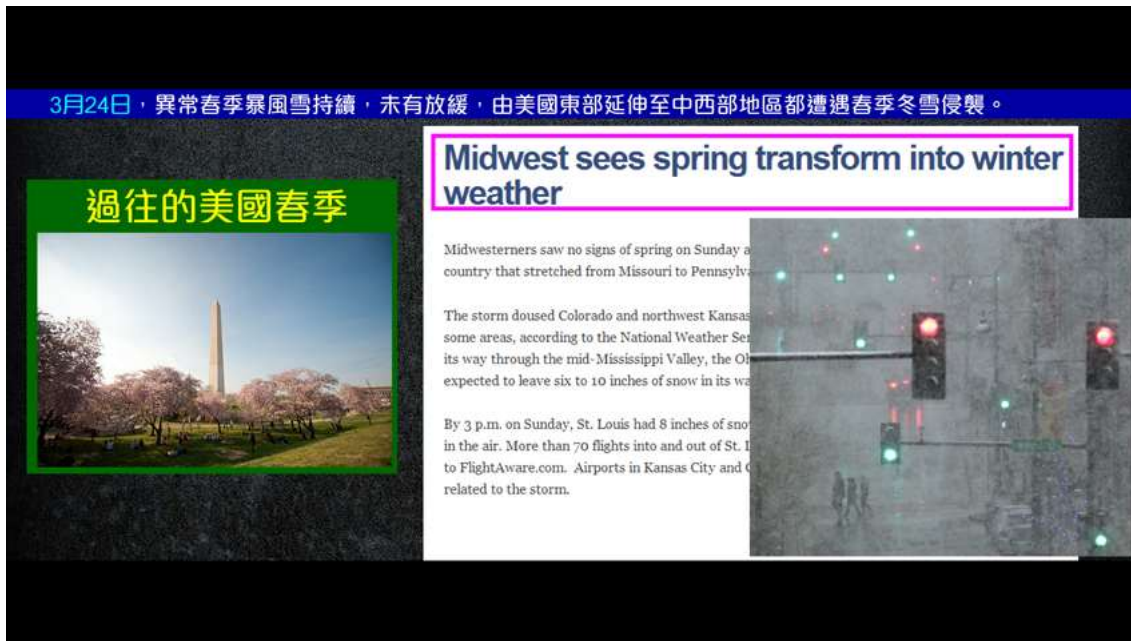 3月24日，異常春季暴風雪持續，未有放緩，由美國東部延伸至中西部地區都遭遇春季冬雪侵襲。
過往的美國春季
Midwest sees spring transform into winter
weather
Midwesterners saw no signs of spring on Sunday
country that stretched from Missouri to
The storm doused Colorado and northwest Kansas
some areas, according to the National Weather
its way through the mid-Mississippi Valley, the
expected to leave six to 10 inches of snow in its
By 3 p.m. on Sunday, St. Louis had 8 inches of
in the air. More than 70 flights into and out of St.
to FlightAware.com. Airports in Kansas City and
related to the storm.